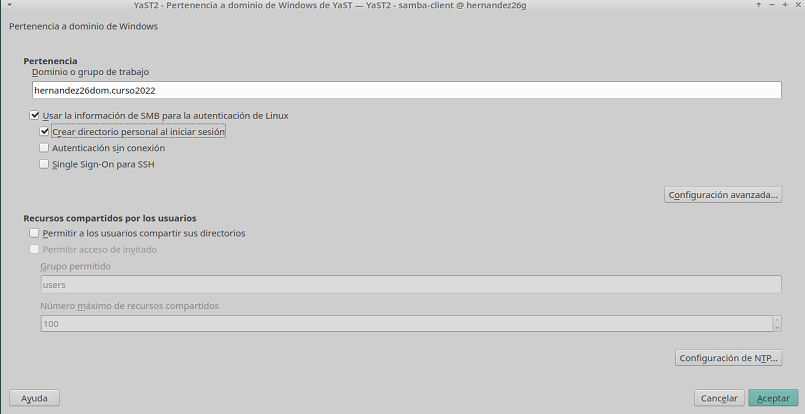 YaST2 - Pertenencia a dominio de Windows de YaST — YaST2 - samba-client @ hernandez26g
Pertenencia a dominio de Windows
Pertenencia
Dominio o grupo de trabajo
hernandez26dom.curso2022
Usar la información de SMB para la autenticación de Linux
Crear directorio personal al iniciar sesión
Autenticación sin conexión
Single Sign-On para SSH
Configuración avanzada...
Recursos compartidos por los usuarios
Permitir a los usuarios compartir sus directorios
Permitir acceso de invitado
Grupo permitido
users
Número máximo de recursos compartidos
100
Configuración de NTP...
Ayuda
Cancelar
Aceptar